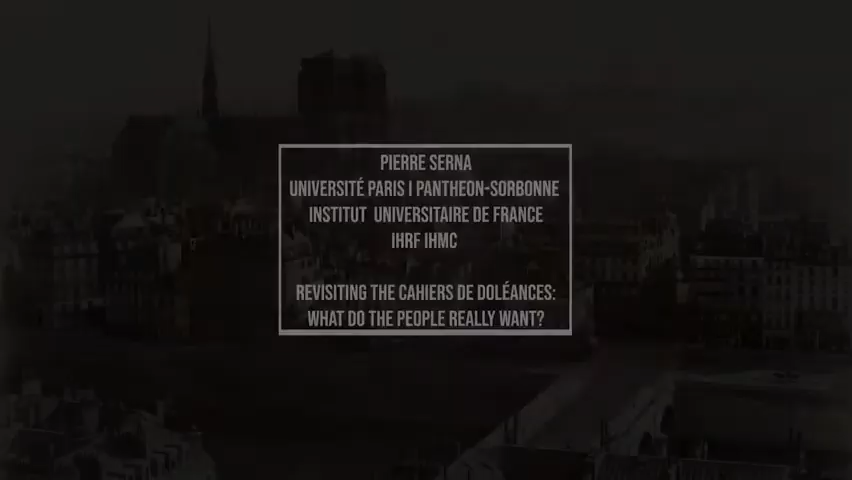 PIERRE SERNA
UNIVERSITÉ PARIS I PANTHEON-SORBONNE
INSTITUT UNIVERSITAIRE DE FRANCE
IHRF IHMC
REVISITING THE CAHIERS DE DOLÉANCES:
WHAT DO THE PEOPLE REALLY WANT?